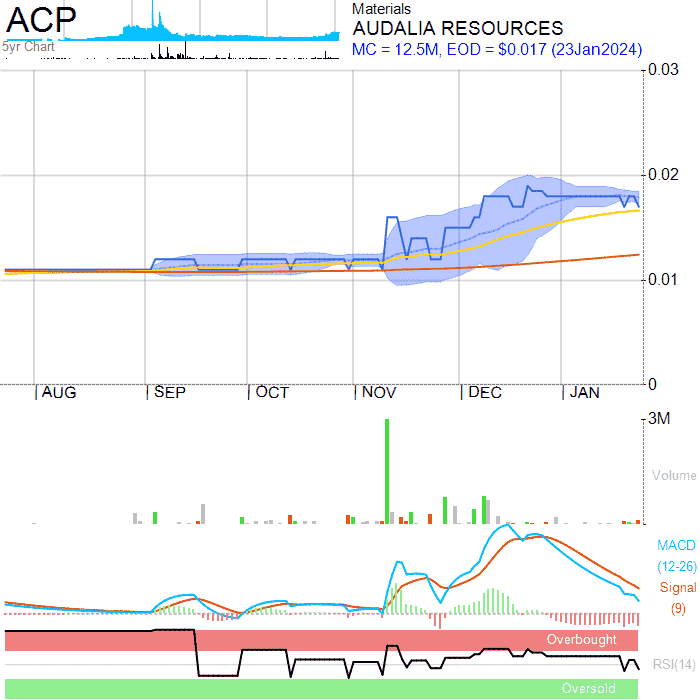 ACP
5yr Chart
Materials
AUDALIA RESOURCES
MC = 12.5M, EOD = $0.017 (23Jan2024)
0.03
0.02
0.01
0
AUG SEP OCT NOV DEC JAN
3M
Volume
MACD
(12-26)
Signal
(9)
Overbought
RSI(14)
Oversold